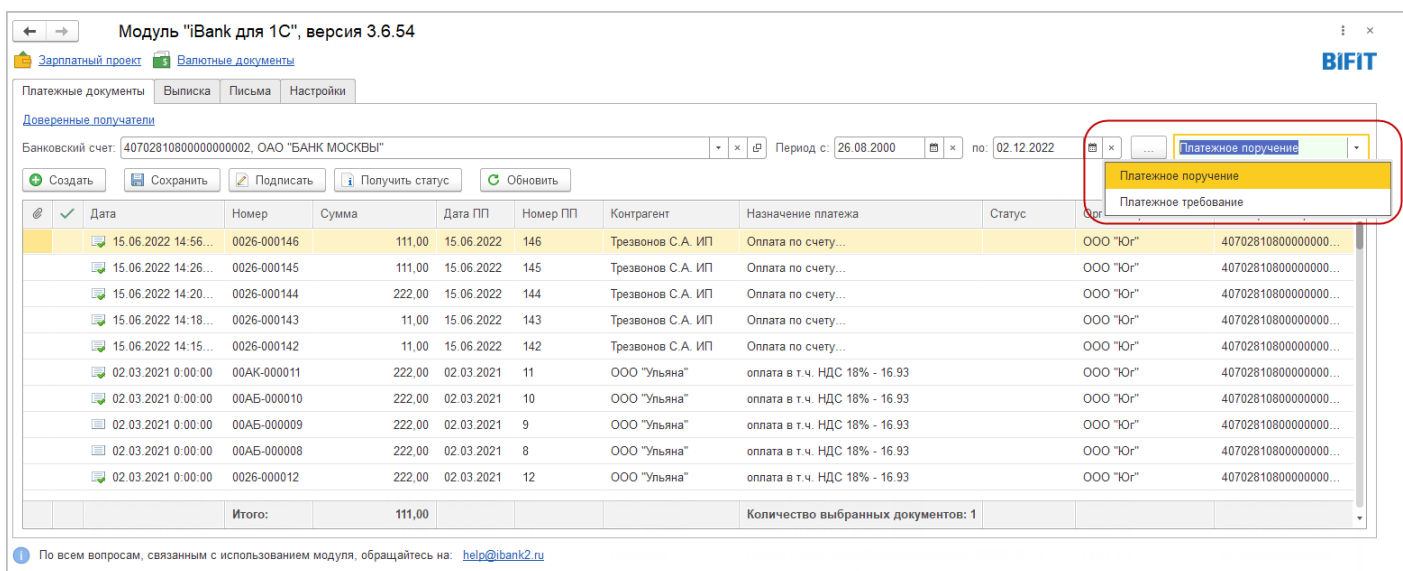 Модуль "iBank для 1С", версия 3.6.54
Зарплатный проект Валютные документы
BIFIT
Платежные документы Выписка Письма Настройки
Доверенные получатели
Банковский счет: 40702810800000000002, ОАО "БАНК МОСКВЫ" Период с: 26.08.2000 по: 02.12.2022 ... Платежное поручение
Создать Сохранить Подписать Получить статус Обновить
Платежное поручение
Платежное требование
Дата Номер Сумма Дата ПП Номер ПП Контрагент Назначение платежа Статус
15.06.2022 14:56... 0026-000146 111,00 15.06.2022 146 Трезвонов С.А. ИП Оплата по счету... ООО "Юг" 40702810800000000...
15.06.2022 14:26... 0026-000145 111,00 15.06.2022 145 Трезвонов С.А. ИП Оплата по счету... ООО "Юг" 40702810800000000...
15.06.2022 14:20... 0026-000144 222,00 15.06.2022 144 Трезвонов С.А. ИП Оплата по счету... ООО "Юг" 40702810800000000...
15.06.2022 14:18... 0026-000143 11,00 15.06.2022 143 Трезвонов С.А. ИП Оплата по счету... ООО "Юг" 40702810800000000...
15.06.2022 14:15... 0026-000142 11,00 15.06.2022 142 Трезвонов С.А. ИП Оплата по счету... ООО "Юг" 40702810800000000...
02.03.2021 0:00:00 00АК-000011 222,00 02.03.2021 11 ООО "Ульяна" оплата в т.ч. НДС 18% - 16.93 ООО "Юг" 40702810800000000...
02.03.2021 0:00:00 00АБ-000010 222,00 02.03.2021 10 ООО "Ульяна" оплата в т.ч. НДС 18% - 16.93 ООО "Юг" 40702810800000000...
02.03.2021 0:00:00 00АБ-000009 222,00 02.03.2021 9 ООО "Ульяна" оплата в т.ч. НДС 18% - 16.93 ООО "Юг" 40702810800000000...
02.03.2021 0:00:00 00АБ-000008 222,00 02.03.2021 8 ООО "Ульяна" оплата в т.ч. НДС 18% - 16.93 ООО "Юг" 40702810800000000...
02.03.2021 0:00:00 0026-000012 222,00 02.03.2021 12 ООО "Ульяна" оплата в т.ч. НДС 18% - 16.93 ООО "Юг" 40702810800000000...
Итого: 111,00 Количество выбранных документов: 1
По всем вопросам, связанным с использованием модуля, обращайтесь на: help@ibank2.ru